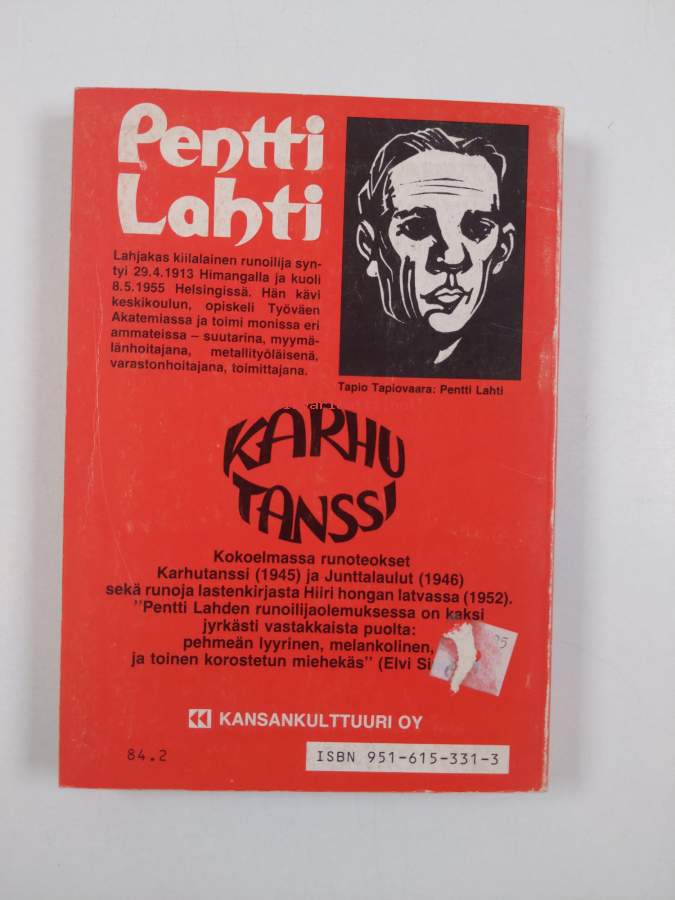 Pentti
Lahti
Lahjakas kiilalainen runoilija syn-
tyi 29.4.1913 Himangalla ja kuoli
8.5.1955 Helsingissä. Hän kävi
keskikoulun, opiskeli Työväen
Akatemiassa ja toimi monissa eri
ammateissa – suutarina, myymä-
länhoitajana, metallityöläisenä,
varastonhoitajana, toimittajana.
Tapio Tapiovaara: Pentti Lahti
KARHU
TANSSI
Kokoelmassa runoteokset
Karhutanssi (1945) ja Junttalaulut (1946)
sekä runoja lastenkirjasta Hiiri hongan latvassa (1952).
"Pentti Lahden runoilijaolemuksessa on kaksi
jyrkästi vastakkaista puolta:
pehmeän lyyrinen, melankolinen,
ja toinen korostetun miehekäs" (Elvi Si
KANSANKULTTUURI OY
84.2
ISBN 951-615-331-3